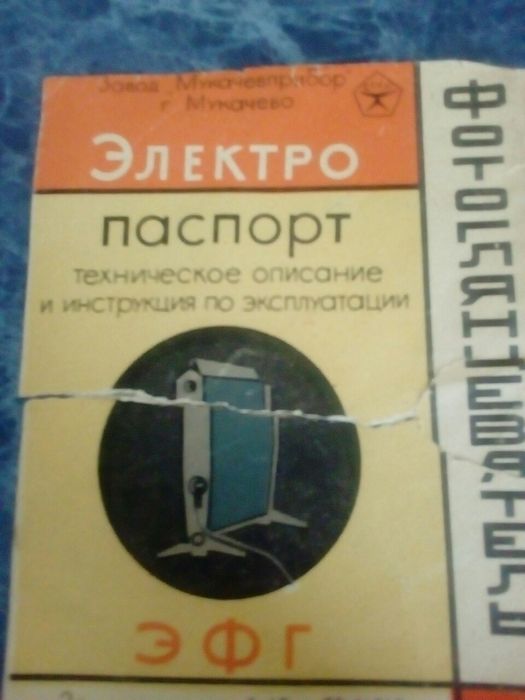 Завод „Мукачевприбор"
г. Мукачево
ЭЛЕКТРО
ФОТОГЛЯНЦЕВАТЕЛЬ
паспорт
техническое описание
и инструкция по эксплуатации
ЭФГ